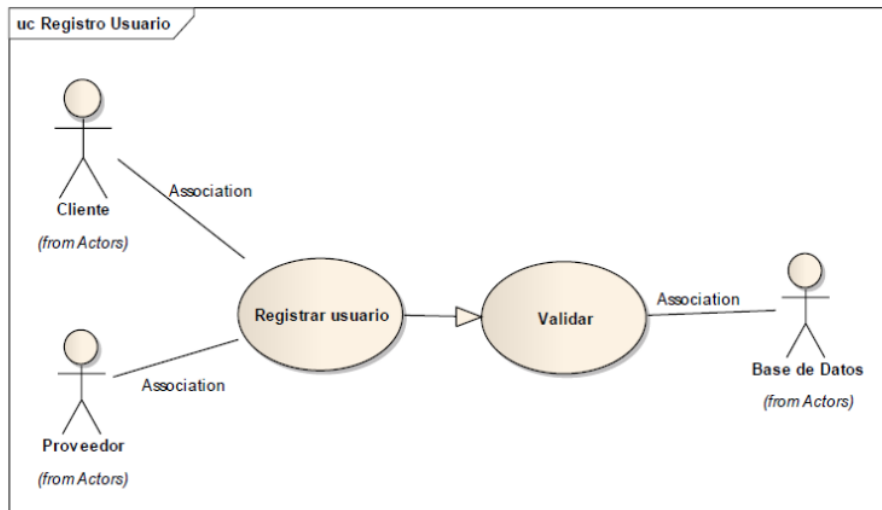 uc Registro Usuario
Association
Cliente
(from Actors)
Registrar usuario
Validar
Association
Base de Datos
(from Actors)
Association
Proveedor
(from Actors)